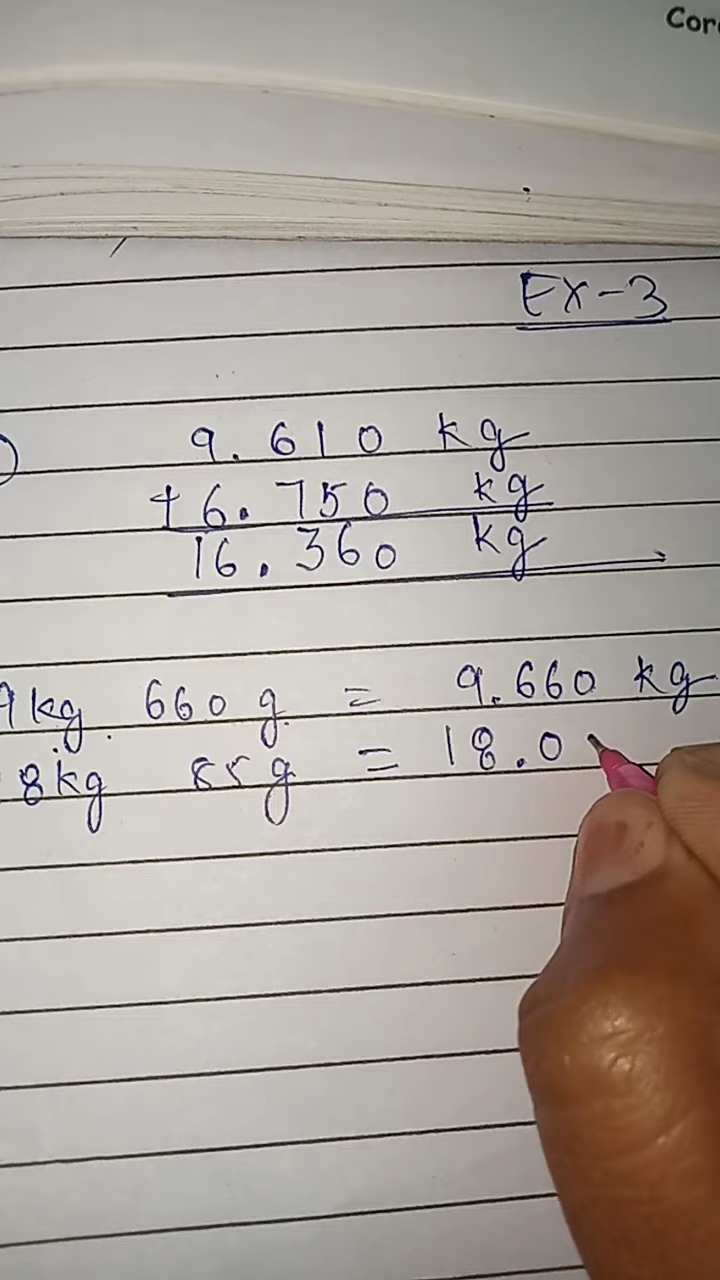 Ex-3
9.610 kg
+6.750 kg
16.360 kg
9kg 660 g = 9.660 kg
8kg 85g = 18.0